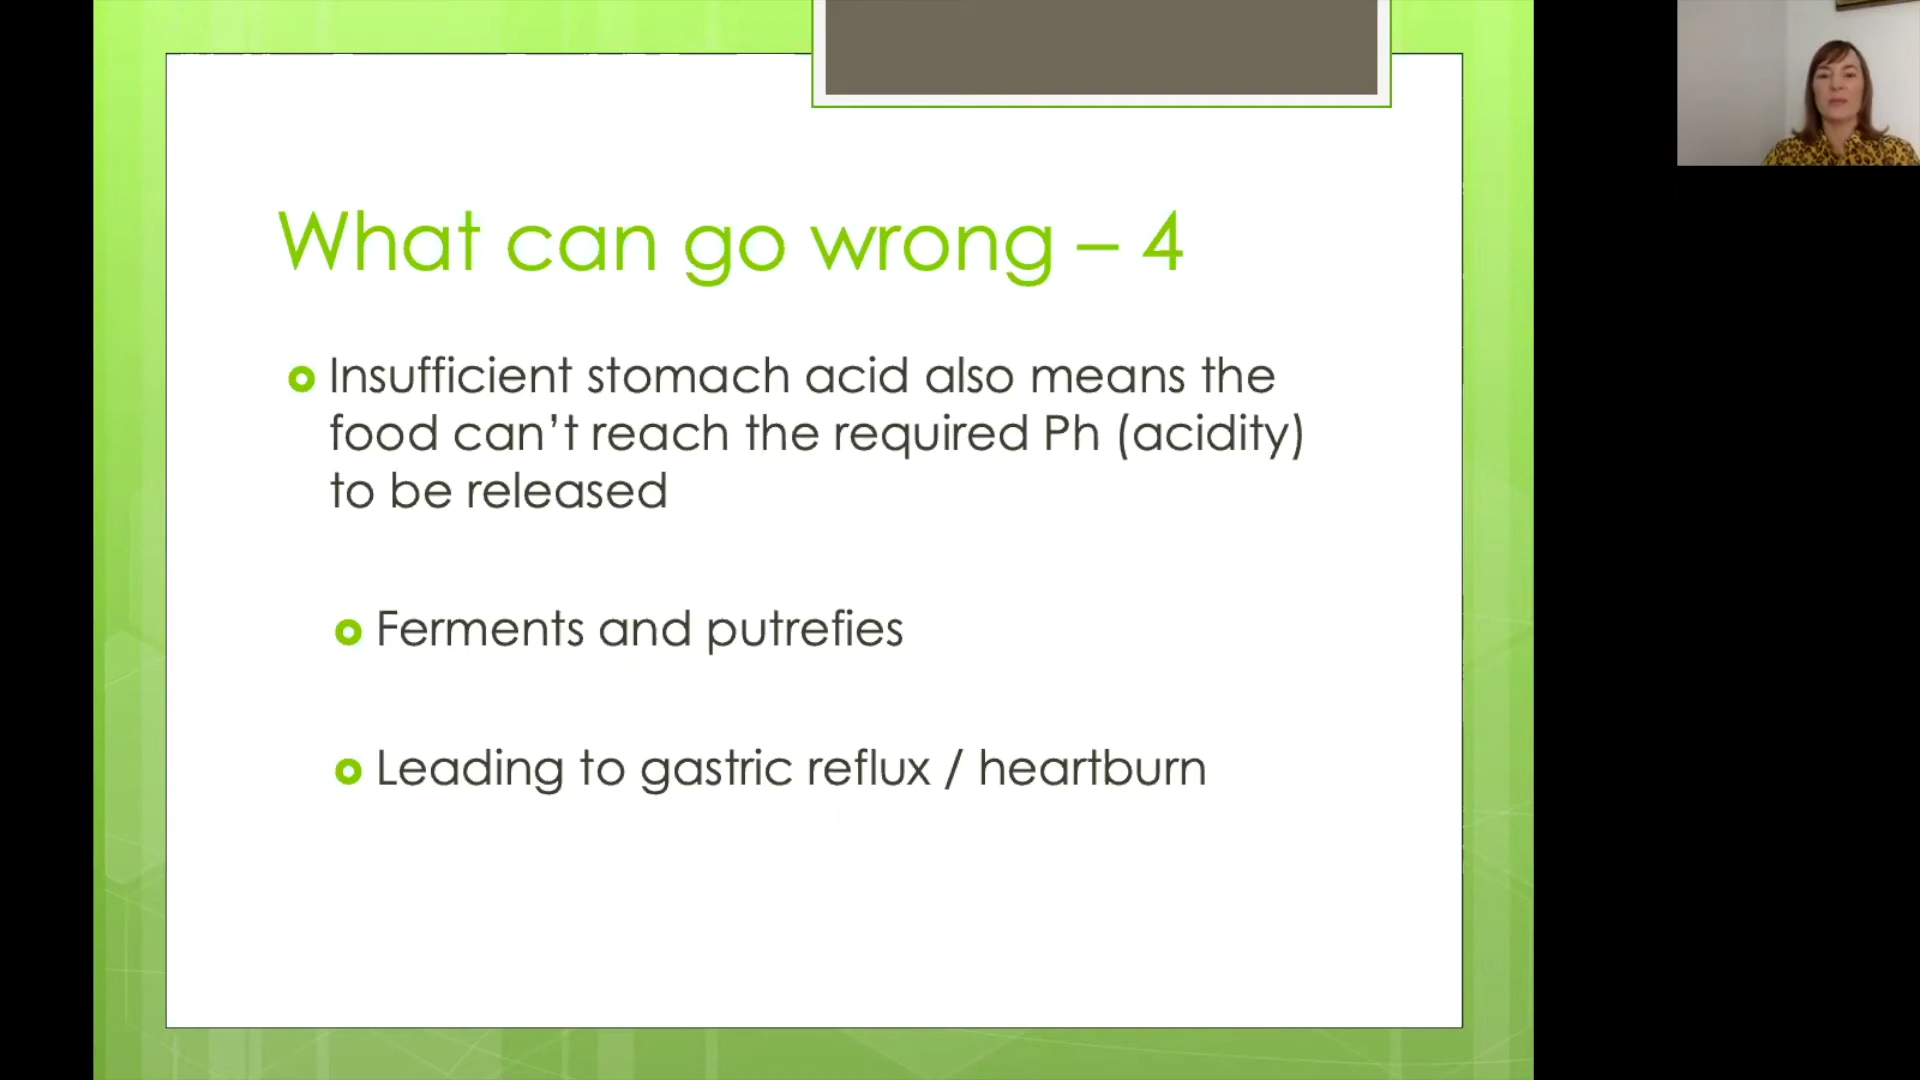 What can go wrong – 4
Insufficient stomach acid also means the
food can’t reach the required Ph (acidity)
to be released
Ferments and putrefies
Leading to gastric reflux / heartburn